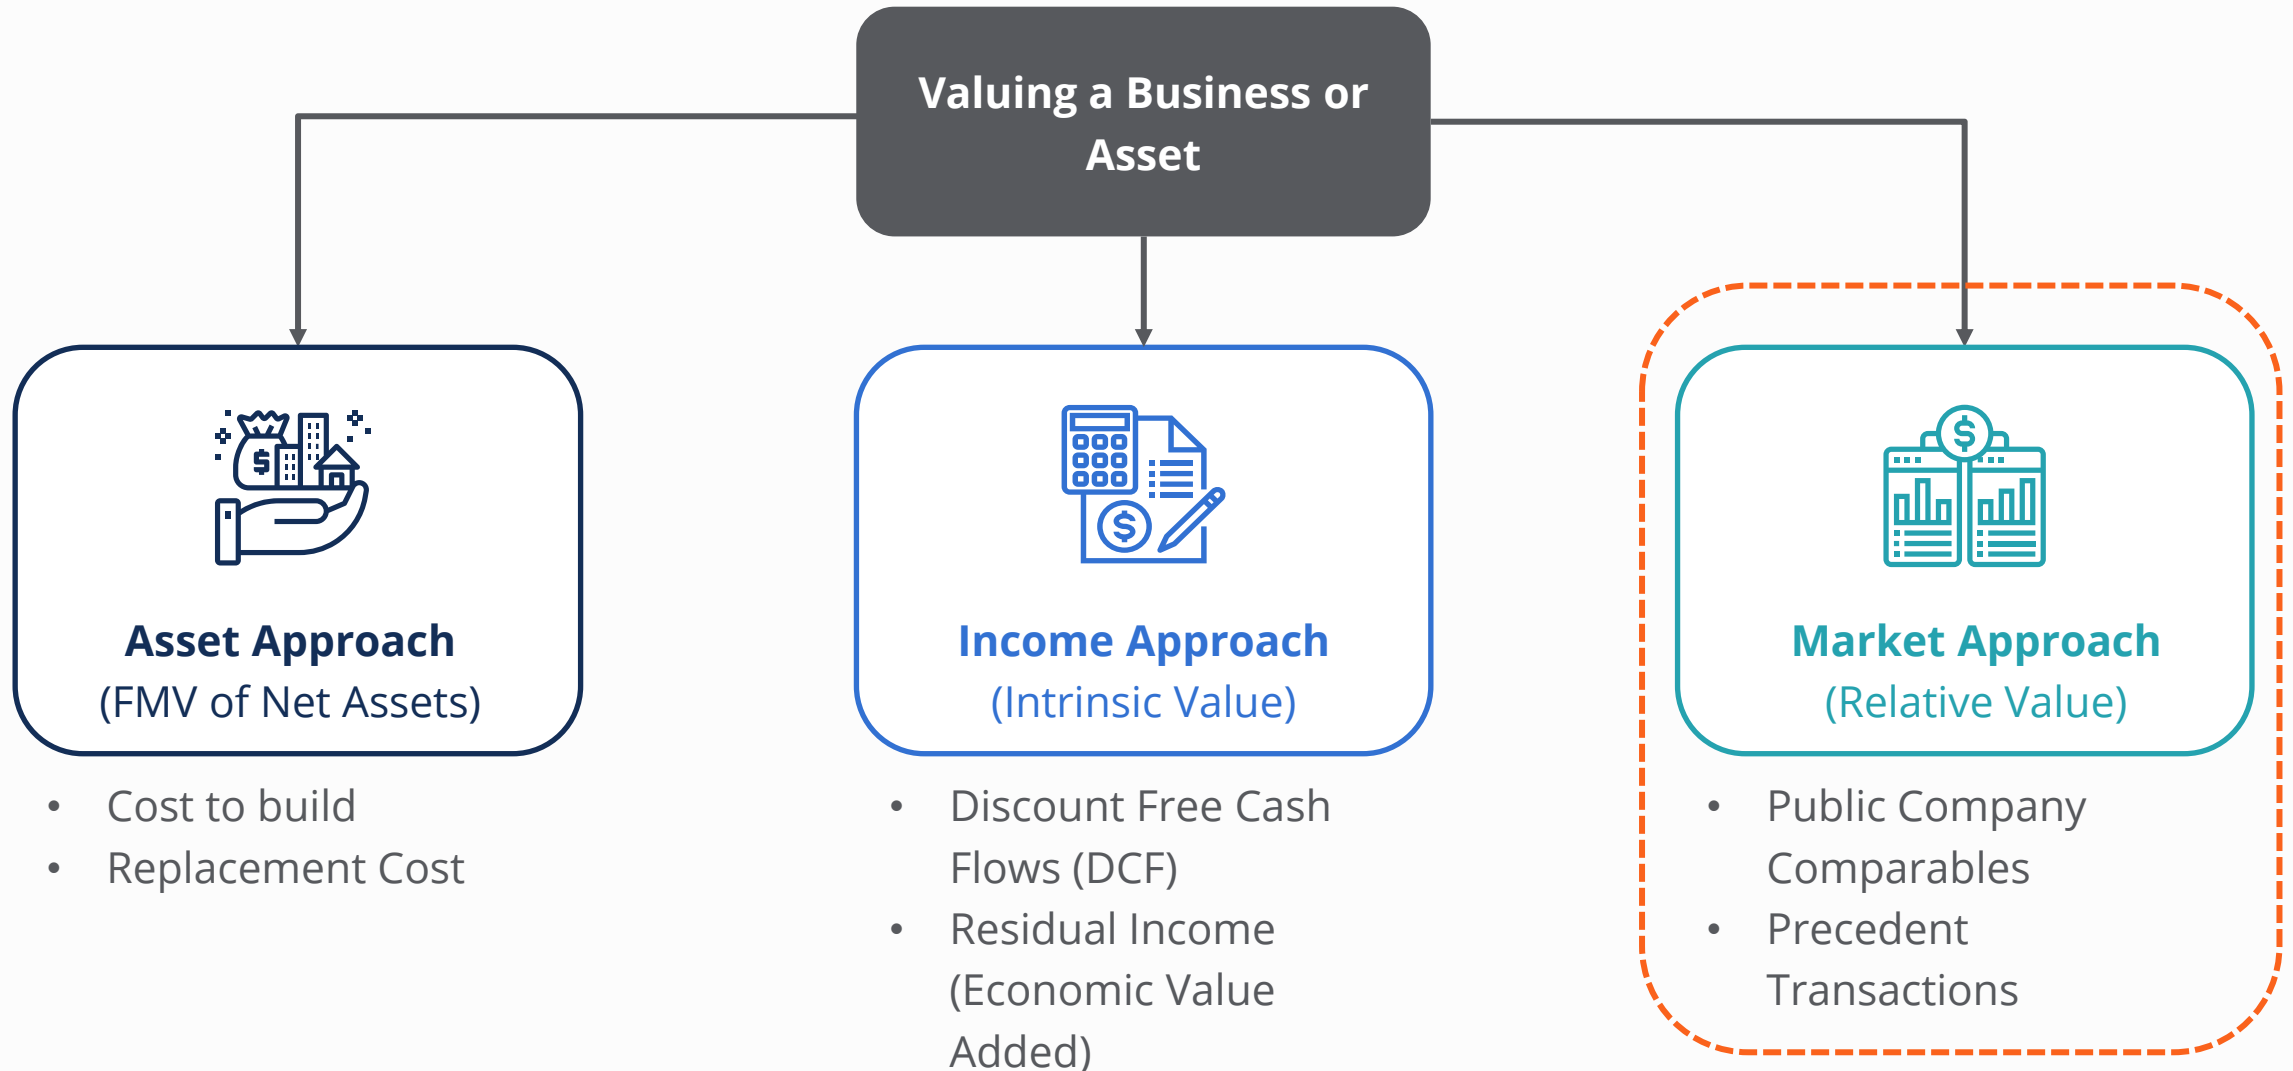 Valuing a Business or
Asset
Asset Approach
(FMV of Net Assets)
• Cost to build
• Replacement Cost
Income Approach
(Intrinsic Value)
• Discount Free Cash
Flows (DCF)
• Residual Income
(Economic Value
Added)
Market Approach
(Relative Value)
• Public Company
Comparables
• Precedent
Transactions